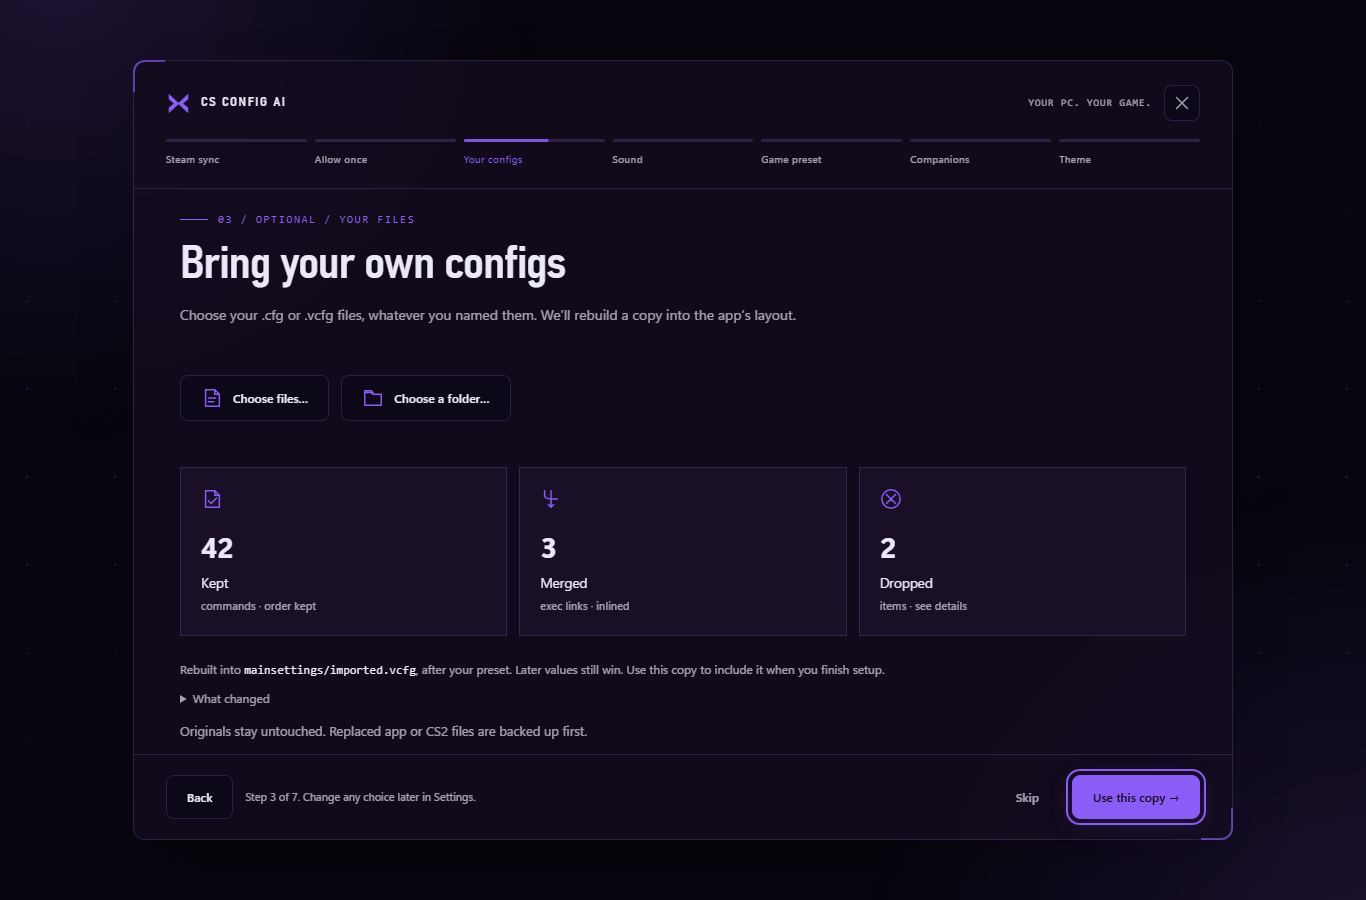 CS CONFIG AI
YOUR PC. YOUR GAME.
Steam sync
Allow once
Your configs
Sound
Game preset
Companions
Theme
03 / OPTIONAL / YOUR FILES
Bring your own configs
Choose your .cfg or .vcfg files, whatever you named them. We’ll rebuild a copy into the app’s layout.
Choose files…
Choose a folder…
42
Kept
commands · order kept
3
Merged
exec links · inlined
2
Dropped
items · see details
Rebuilt into mainsettings/imported.vcfg, after your preset. Later values still win. Use this copy to include it when you finish setup.
What changed
Originals stay untouched. Replaced app or CS2 files are backed up first.
Back
Step 3 of 7. Change any choice later in Settings.
Skip
Use this copy →